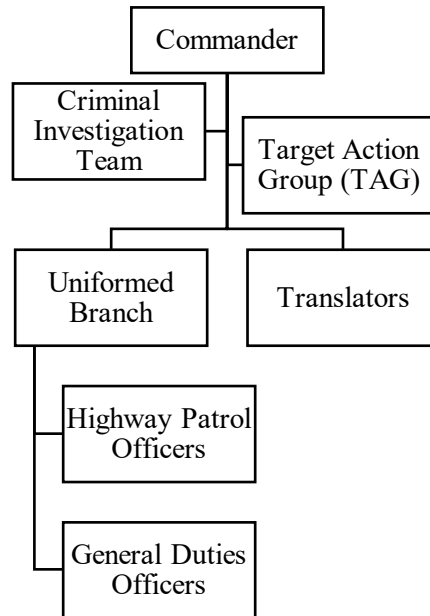 Commander
Criminal
Investigation
Team
Target Action
Group (TAG)
Uniformed
Branch
Translators
Highway Patrol
Officers
General Duties
Officers